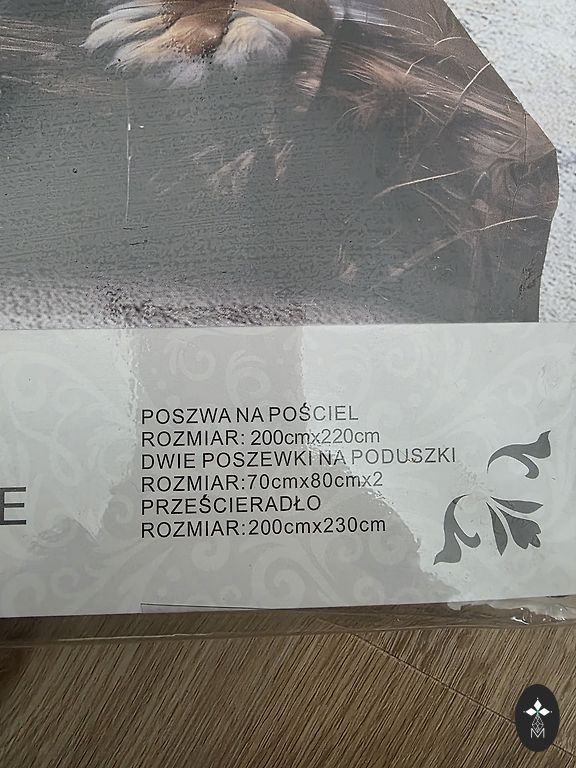 POSZWA NA POŚCIEL
ROZMIAR: 200cmx220cm
DWIE POSZEWKI NA PODUSZKI
ROZMIAR:70cmx80cmx2
PRZEŚCIERADŁO
ROZMIAR:200cmx230cm
E
M